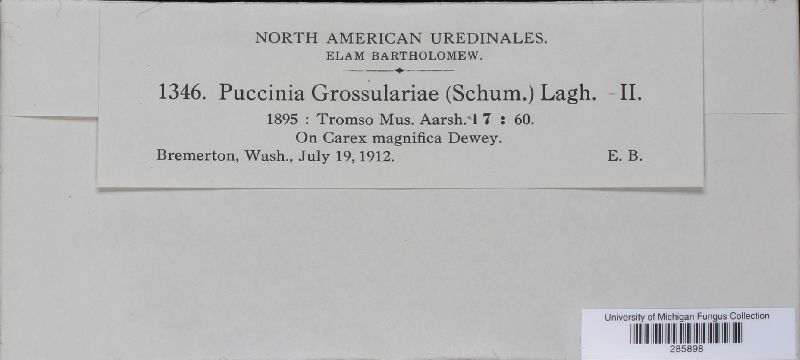 NORTH AMERICAN UREDINALES.
ELAM BARTHOLOMEW.
1346. Puccinia Grossulariae (Schum.) Lagh. - II.
1895 : Tromso Mus. Aarsh. 17 : 60.
On Carex magnifica Dewey.
Bremerton, Wash., July 19, 1912. E. B.
University of Michigan Fungus Collection
285898